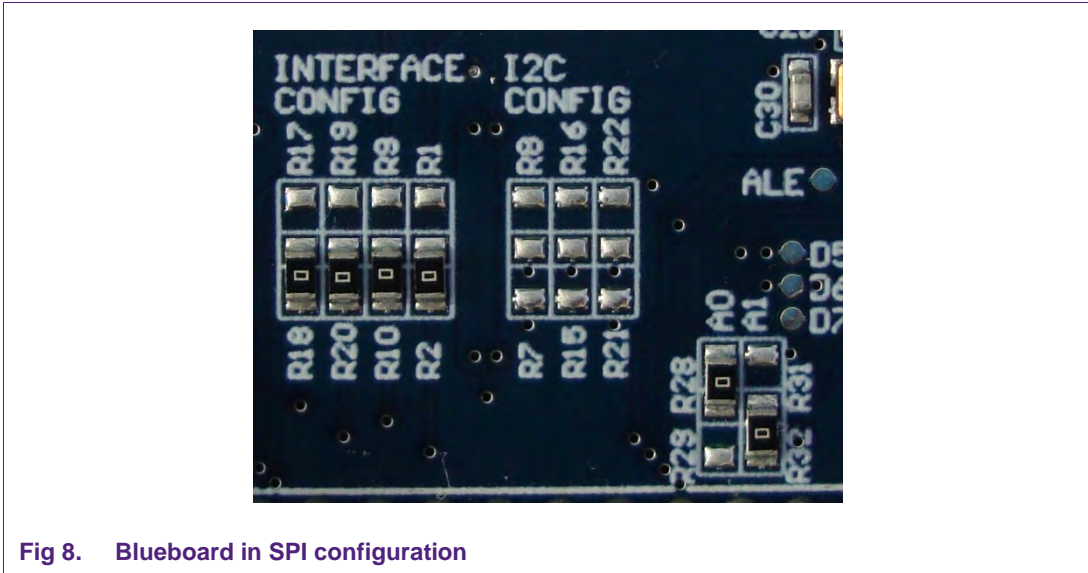 INTERFACE
CONFIG
I2C
CONFIG
R17 R19 R9 R1
R8 R16 R22
C30
ALE
D5
D6
D7
R18 R20 R10 R2
R7 R15 R21
A0 A1
R28 R31
R29 R32
Fig 8. Blueboard in SPI configuration